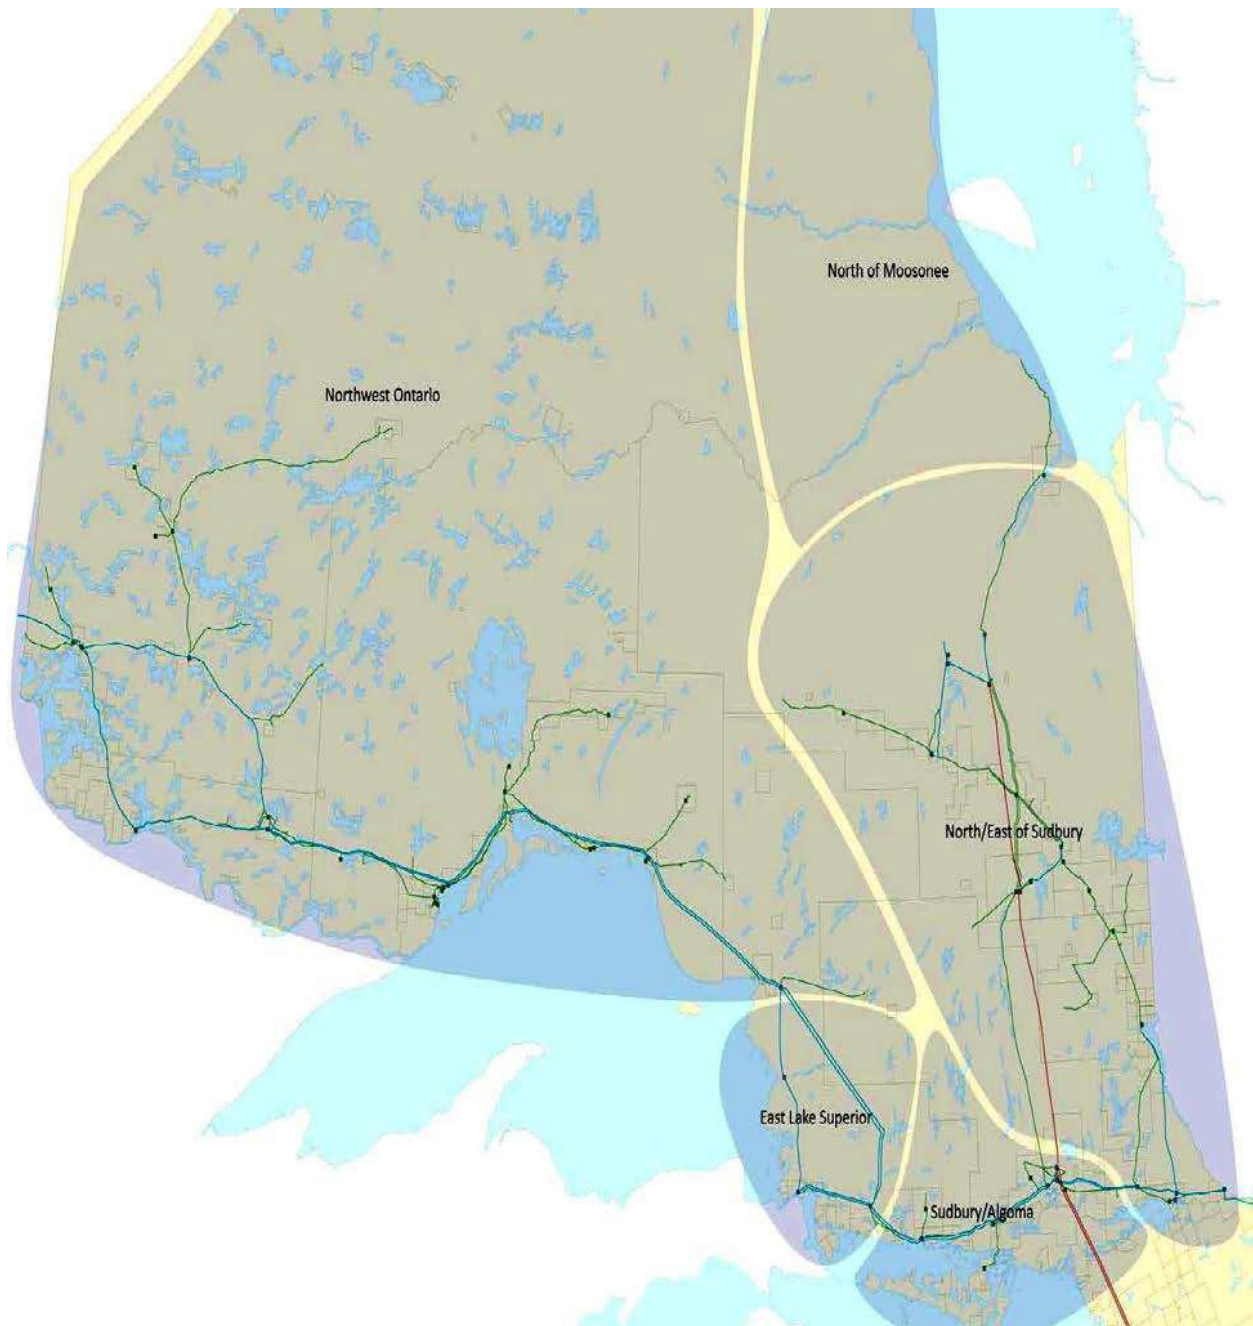 North of Moosonee
Northwest Ontario
North/East of Sudbury
East Lake Superior
Sudbury/Algoma